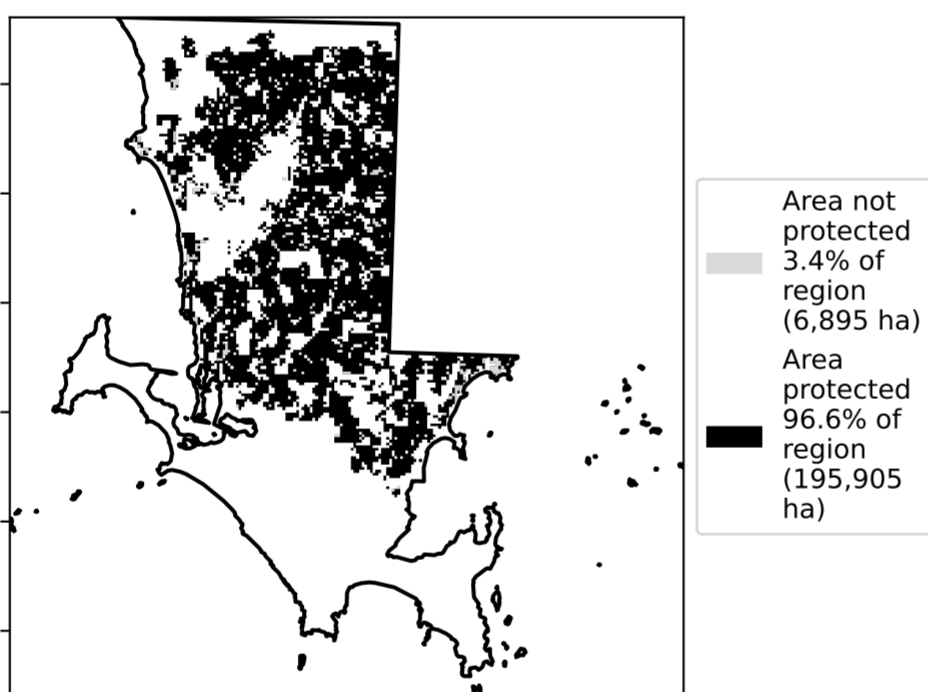 Area not
protected
3.4% of
region
(6,895 ha)
Area
protected
96.6% of
region
(195,905
ha)